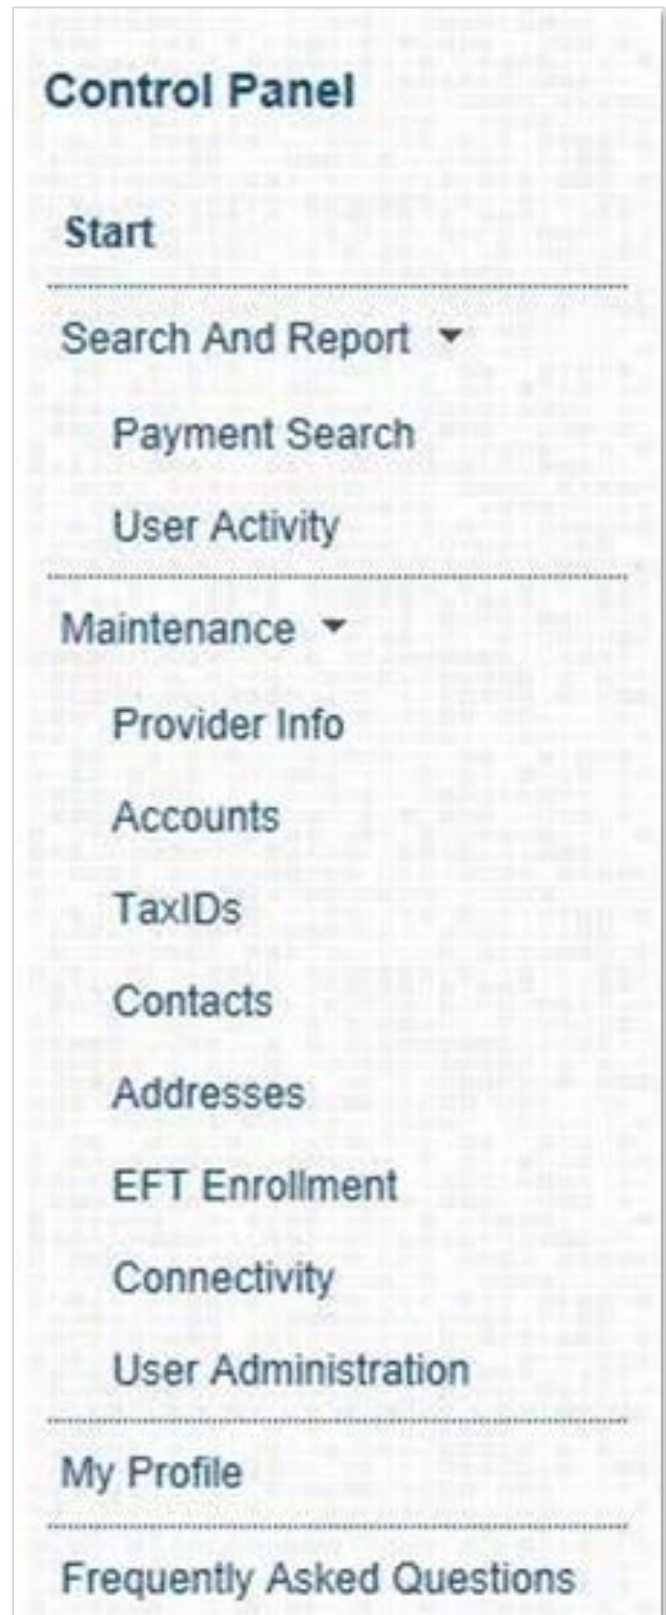 Control Panel
Start
Search And Report
Payment Search
User Activity
Maintenance
Provider Info
Accounts
TaxIDs
Contacts
Addresses
EFT Enrollment
Connectivity
User Administration
My Profile
Frequently Asked Questions